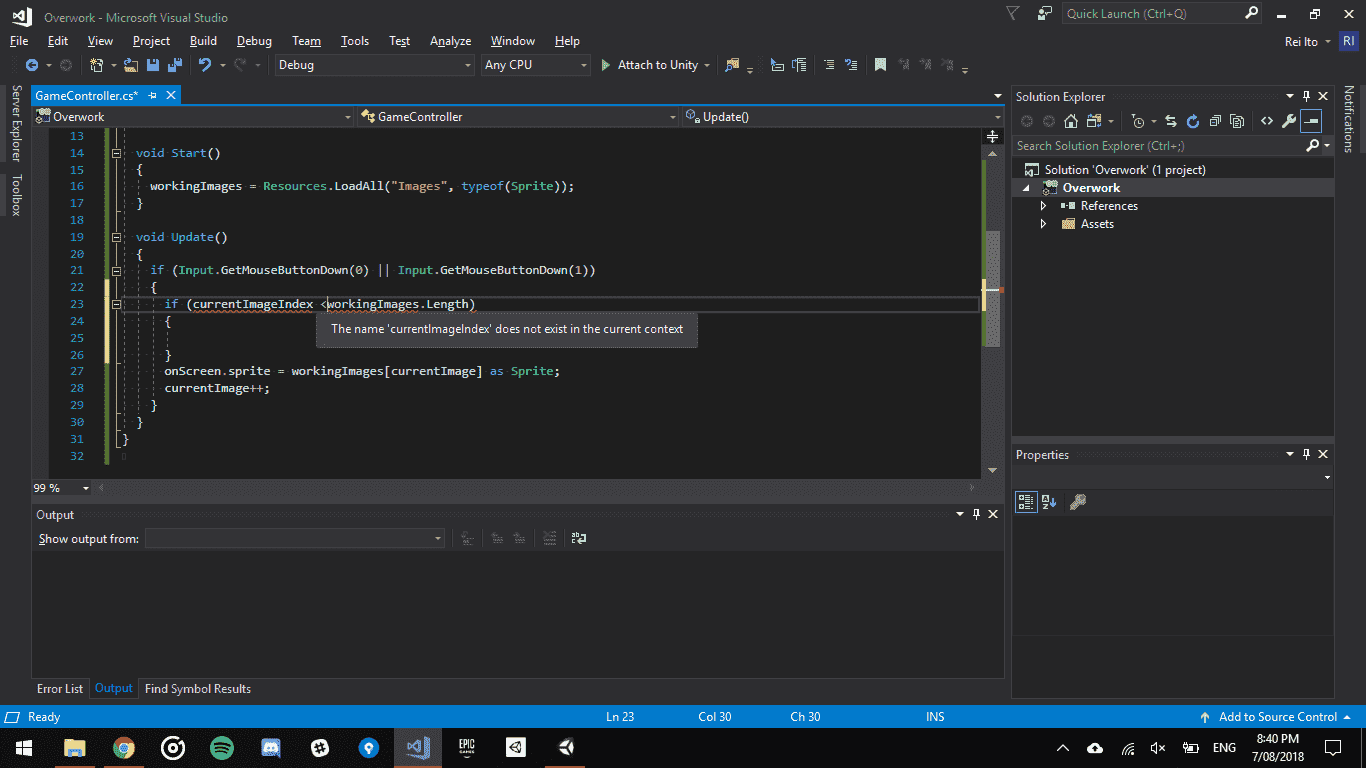 Overwork - Microsoft Visual Studio
Quick Launch (Ctrl+Q)
File Edit View Project Build Debug Team Tools Test Analyze Window Help
Rei Ito RI
Debug Any CPU Attach to Unity
Server Explorer
Toolbox
GameController.cs*
Overwork GameController Update()
13
14 void Start()
15 {
16 workingImages = Resources.LoadAll("Images", typeof(Sprite));
17 }
18
19 void Update()
20 {
21 if (Input.GetMouseButtonDown(0) || Input.GetMouseButtonDown(1))
22 {
23 if (currentImageIndex <workingImages.Length)
24 {
The name 'currentImageIndex' does not exist in the current context
25
26 }
27 onScreen.sprite = workingImages[currentImage] as Sprite;
28 currentImage++;
29 }
30 }
31 }
32
99 %
Output
Show output from:
Error List Output Find Symbol Results
Solution Explorer
Search Solution Explorer (Ctrl+;)
Solution 'Overwork' (1 project)
Overwork
References
Assets
Properties
Notifications
Ready Ln 23 Col 30 Ch 30 INS Add to Source Control
EPIC
GAMES
ENG
8:40 PM
7/08/2018